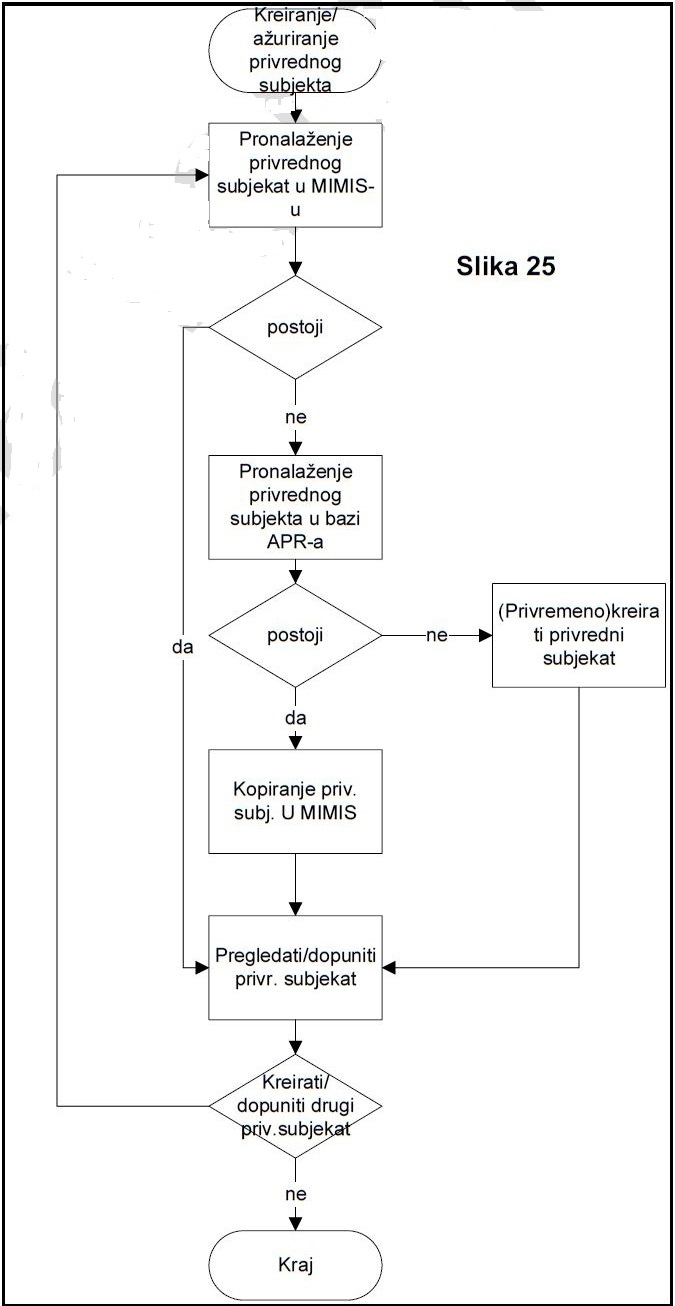 Kreiranje/
ažuriranje
privrednog
subjekta
Pronalaženje
privrednog
subjekat u MIMIS-
u
Slika 25
postoji
ne
Pronalaženje
privrednog
subjekta u bazi
APR-a
postoji
ne
(Privremeno)kreira
ti privredni
subjekat
da
da
Kopiranje priv.
subj. U MIMIS
Pregledati/dopuniti
privr. subjekat
Kreirati/
dopuniti drugi
priv.subjekat
ne
Kraj